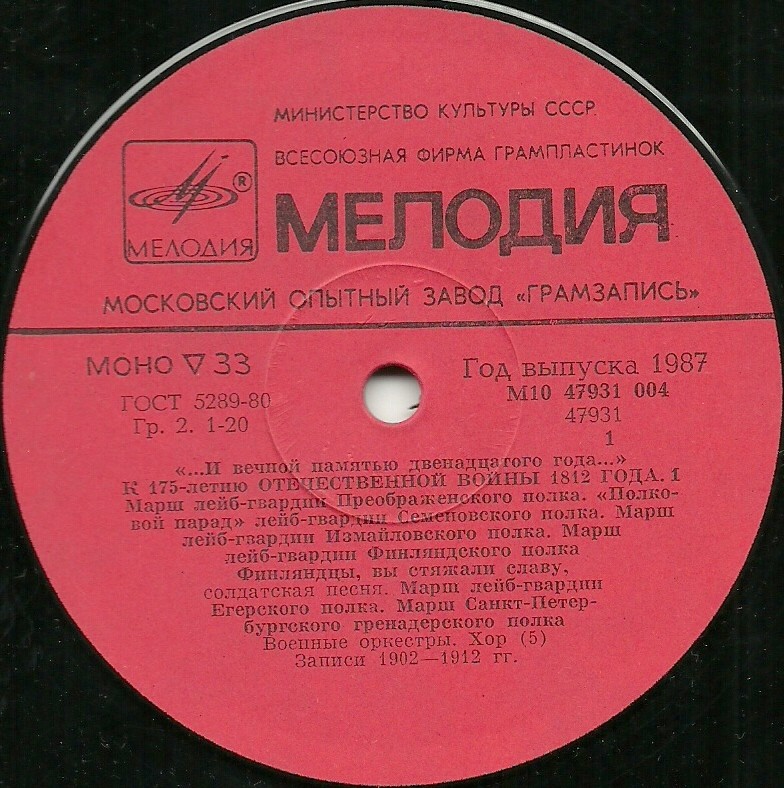 МИНИСТЕРСТВО КУЛЬТУРЫ СССР
ВСЕСОЮЗНАЯ ФИРМА ГРАМПЛАСТИНОК
®
МЕЛОДИЯ
МЕЛОДИЯ
МОСКОВСКИЙ ОПЫТНЫЙ ЗАВОД «ГРАМЗАПИСЬ»
МОНО ▽ 33
Год выпуска 1987
ГОСТ 5289-80
М10 47931 004
Гр. 2. 1-20
47931
1
«...И вечной памятью двенадцатого года...»
К 175-летию ОТЕЧЕСТВЕННОЙ ВОЙНЫ 1812 ГОДА. 1
Марш лейб-гвардии Преображенского полка. «Полко-
вой парад» лейб-гвардии Семеновского полка. Марш
лейб-гвардии Измайловского полка. Марш
лейб-гвардии Финляндского полка
Финляндцы, вы стяжали славу,
солдатская песня. Марш лейб-гвардии
Егерского полка. Марш Санкт-Петер-
бургского гренадерского полка
Военные оркестры. Хор (5)
Записи 1902—1912 гг.